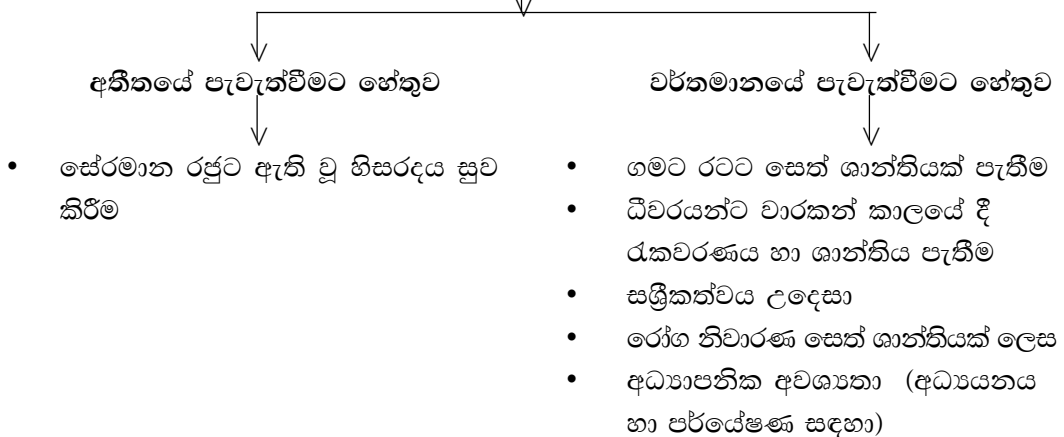 අතීතයේ පැවැත්වීමට හේතුව
වර්තමානයේ පැවැත්වීමට හේතුව
• සේරමාන රජුට ඇති වූ හිසරදය සුව
කිරීම
• ගමට රටට සෙත් ශාන්තියක් පැතීම
• ධීවරයන්ට වාරකන් කාලයේ දී
රැකවරණය හා ශාන්තිය පැතීම
• සශ්‍රීකත්වය උදෙසා
• රෝග නිවාරණ සෙත් ශාන්තියක් ලෙස
• අධ්‍යාපනික අවශ්‍යතා (අධ්‍යයනය
හා පර්යේෂණ සඳහා)